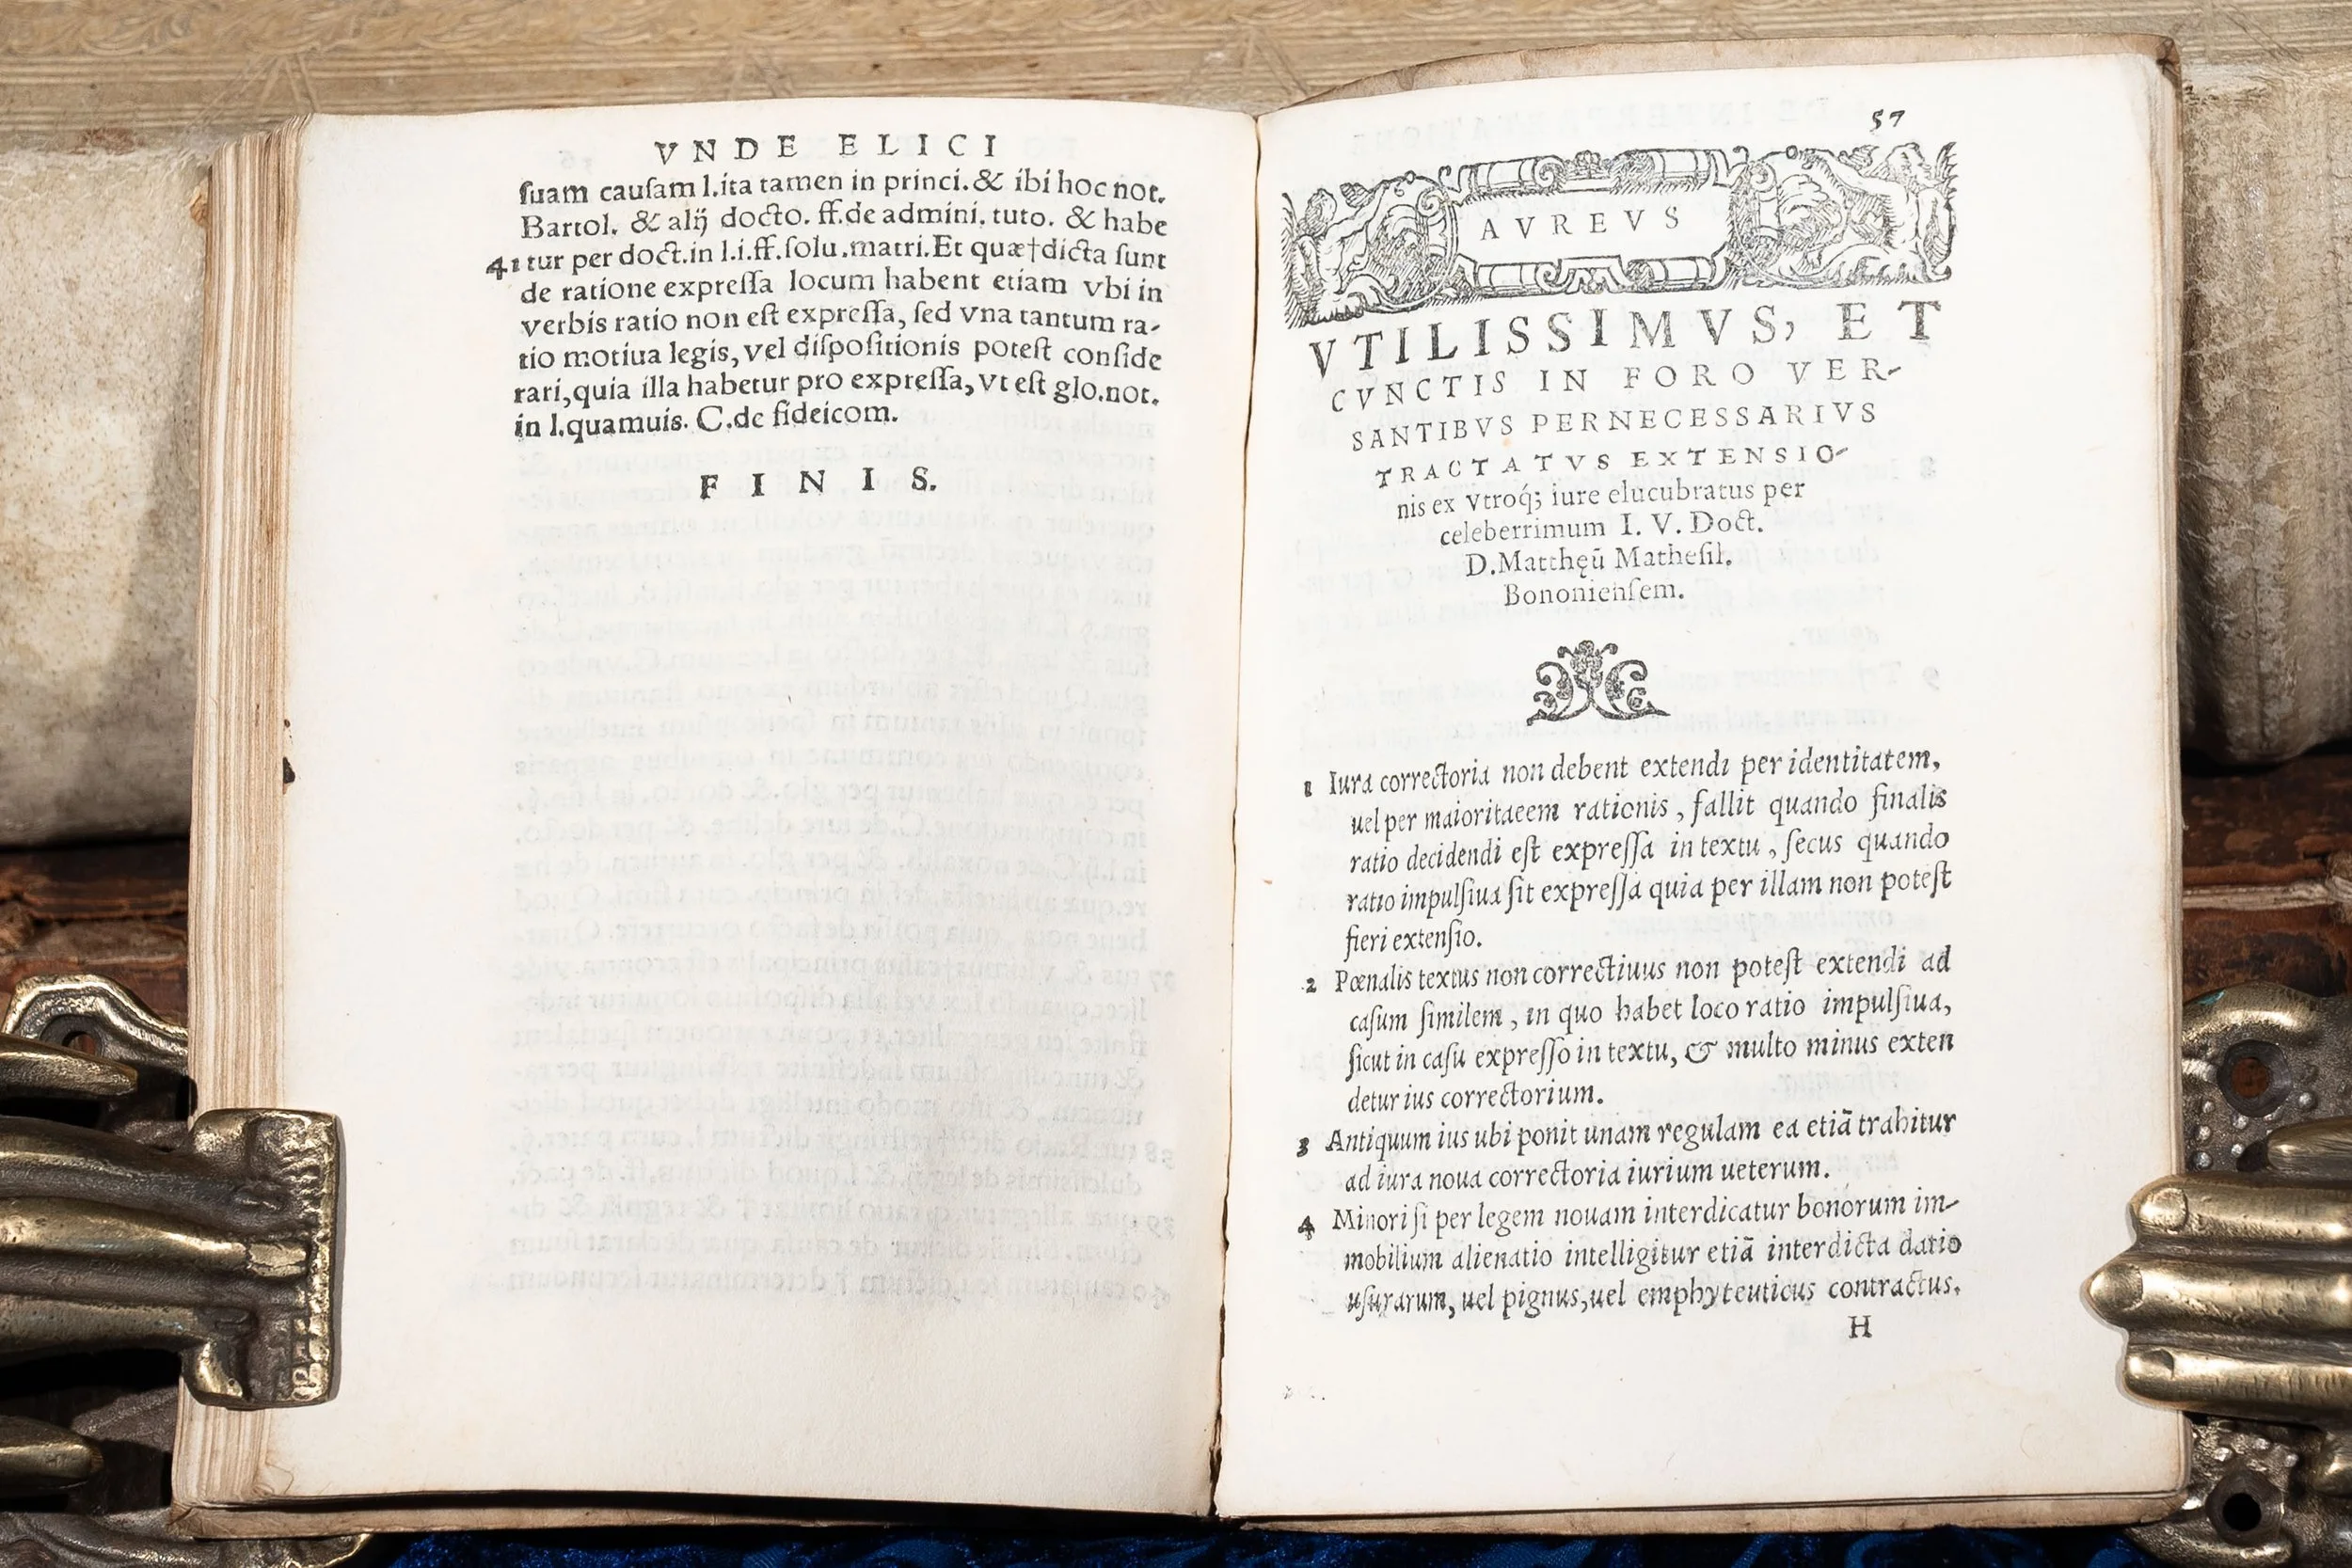 VNDE ELICI
ſuam cauſam l.ita tamen in princi.& ibi hoc not.
Bartol. & alij docto. ff.de admini. tuto. & habe
41 tur per doct.in l.i.ff.ſolu.matri.Et quæ†dicta ſunt
de ratione expreſſa locum habent etiam vbi in
verbis ratio non eſt expreſſa, ſed vna tantum ra-
tio motiua legis, vel diſpoſitionis poteſt conſide
rari, quia illa habetur pro expreſſa, vt eſt glo.not.
in l.quamuis. C.de fideicom.
FINIS.
57
AVREVS
VTILISSIMVS, ET
CVNCTIS IN FORO VER-
SANTIBVS PERNECESSARIVS
TRACTATVS EXTENSIO-
nis ex vtroq́; iure elucubratus per
celeberrimum I. V. Doct.
D.Matthęū Matheſil.
Bononienſem.
1 Iura correctoria non debent extendi per identitatem,
uel per maioritaeem rationis, fallit quando finalis
ratio decidendi eſt expreſſa in textu, ſecus quando
ratio impulſiua ſit expreſſa quia per illam non poteſt
fieri extenſio.
2 Pœnalis textus non correctiuus non poteſt extendi ad
caſum ſimilem, in quo habet loco ratio impulſiua,
ſicut in caſu expreſſo in textu, & multo minus exten
detur ius correctorium.
3 Antiquum ius ubi ponit unam regulam ea etiā trahitur
ad iura noua correctoria iurium ueterum.
4 Minori ſi per legem nouam interdicatur bonorum im-
mobilium alienatio intelligitur etiā interdicta datio
uſurarum, uel pignus, uel emphyteuticus contractus.
H